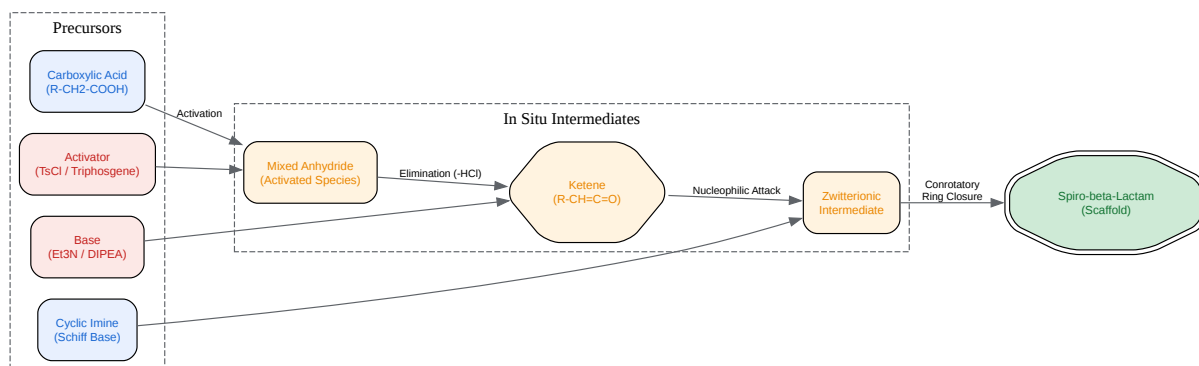 Precursors
Carboxylic Acid
(R-CH2-COOH)
Activation
Activator
(TsCl / Triphosgene)
Base
(Et3N / DIPEA)
Cyclic Imine
(Schiff Base)
In Situ Intermediates
Mixed Anhydride
(Activated Species)
Elimination (-HCl)
Ketene
(R-CH=C=O)
Nucleophilic Attack
Zwitterionic
Intermediate
Conrotatory
Ring Closure
Spiro-beta-Lactam
(Scaffold)